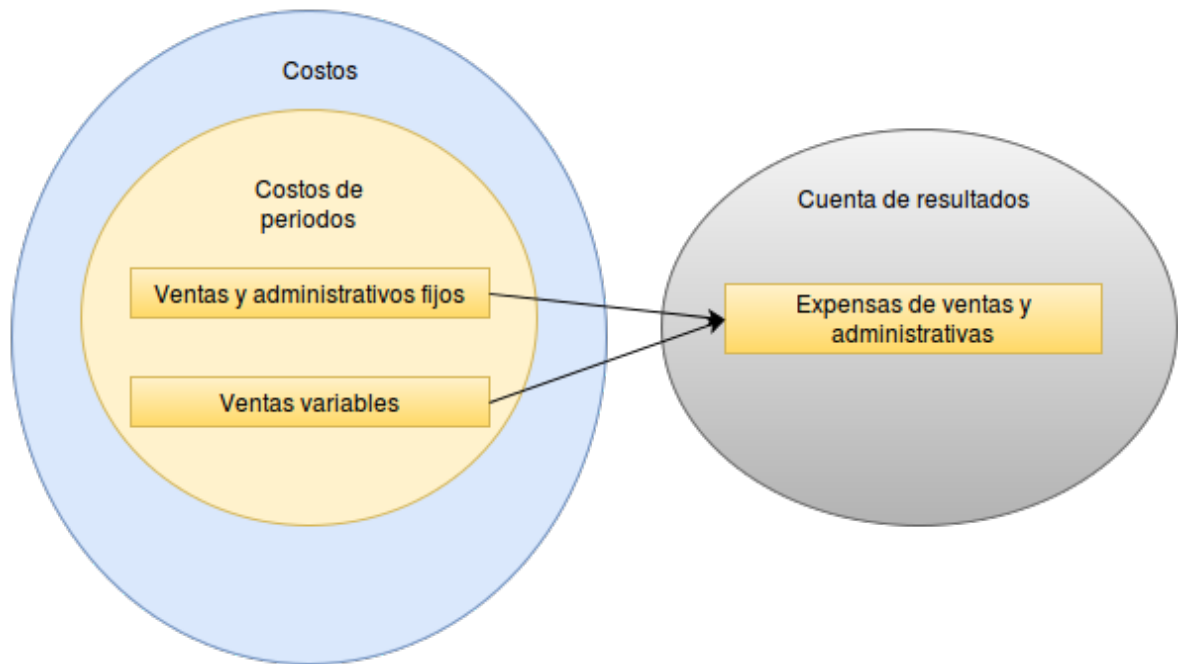 Costos
Costos de
periodos
Ventas y administrativos fijos
Ventas variables
Cuenta de resultados
Expensas de ventas y
administrativas